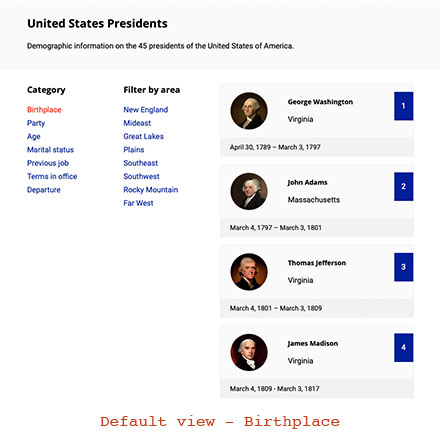 United States Presidents
Demographic information on the 45 presidents of the United States of America.
Category
Birthplace
Party
Age
Marital status
Previous job
Terms in office
Departure
Filter by area
New England
Mideast
Great Lakes
Plains
Southeast
Southwest
Rocky Mountain
Far West
George Washington
1
Virginia
April 30, 1789 – March 3, 1797
John Adams
2
Massachusetts
March 4, 1797 – March 3, 1801
Thomas Jefferson
3
Virginia
March 4, 1801 – March 3, 1809
James Madison
4
Virginia
March 4, 1809 - March 3, 1817
Default view – Birthplace